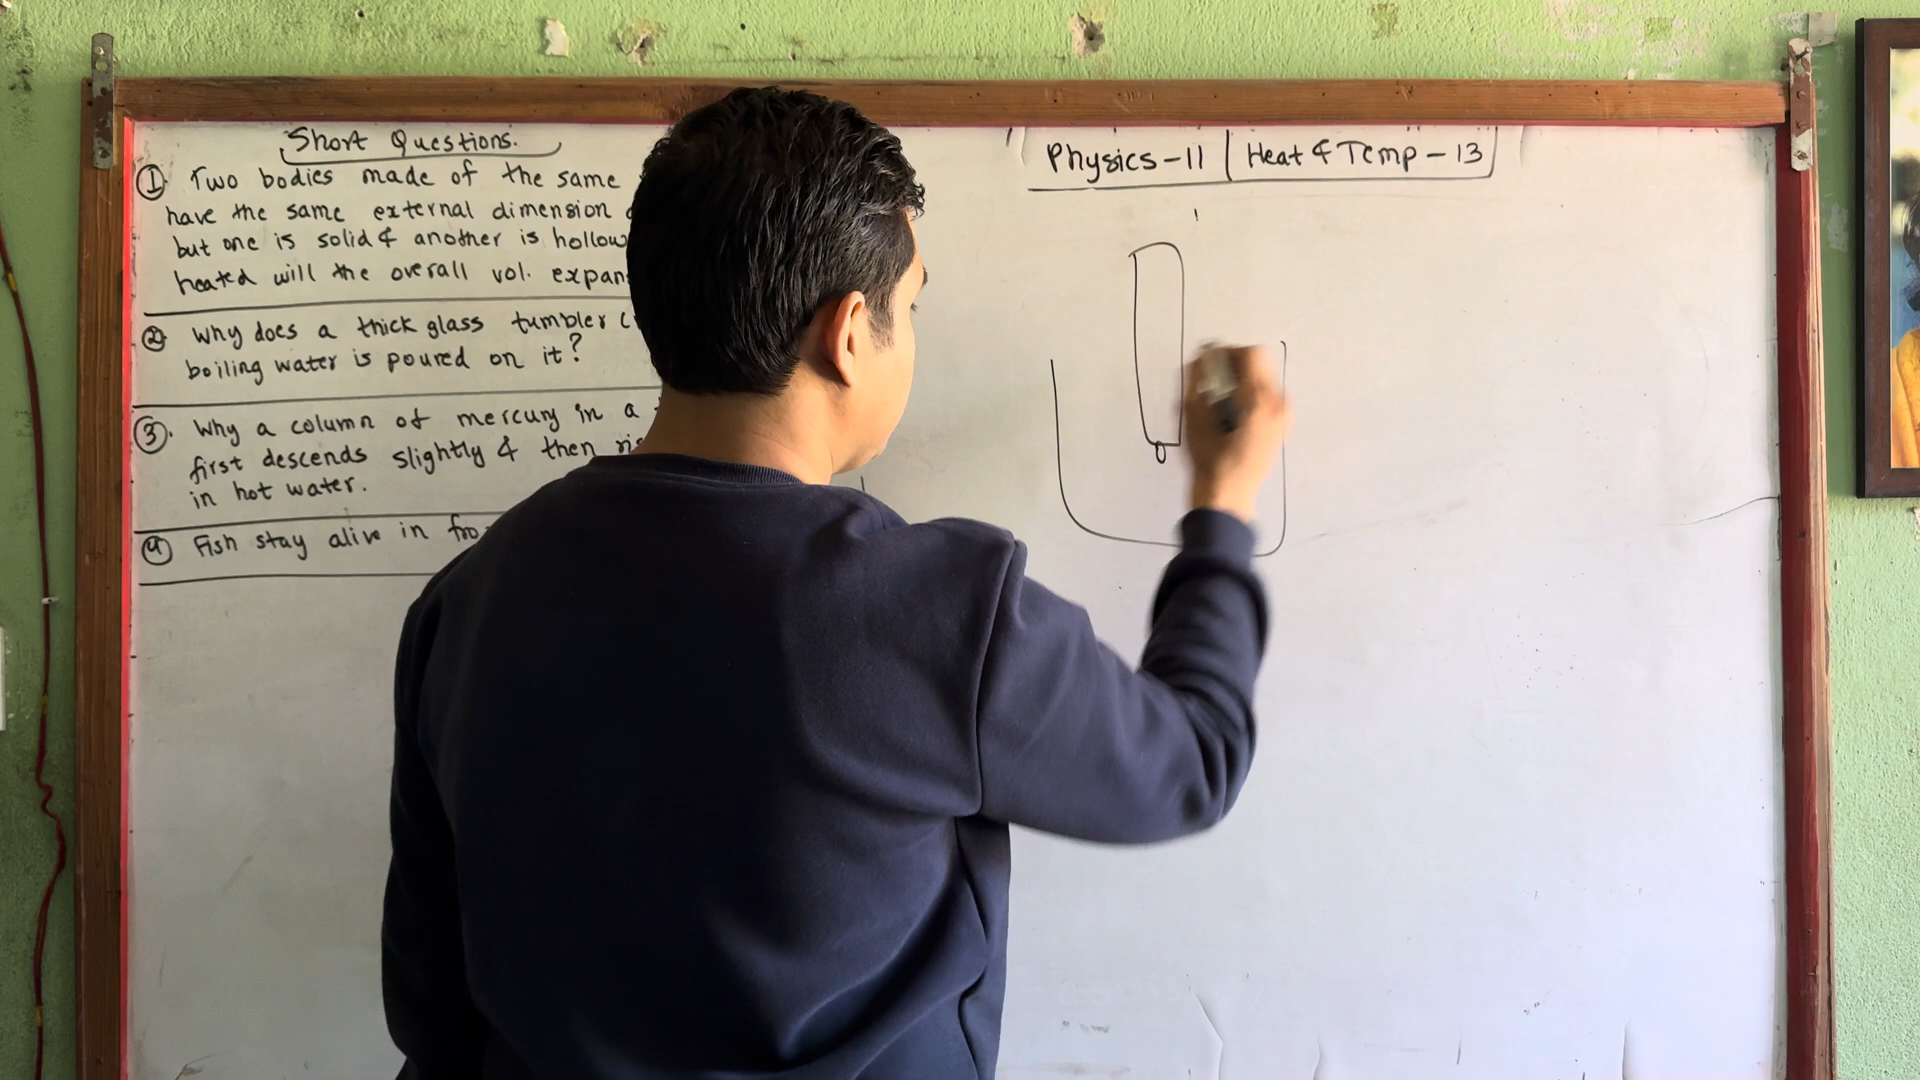 Short Questions.
① Two bodies made of the same
have the same external dimension
but one is solid & another is hollow
heated will the overall vol. expan
② Why does a thick glass tumbler
boiling water is poured on it?
③. Why a column of mercury in a
first descends slightly & then
in hot water.
④ Fish stay alive in fro
Physics-11 | Heat & Temp - 13